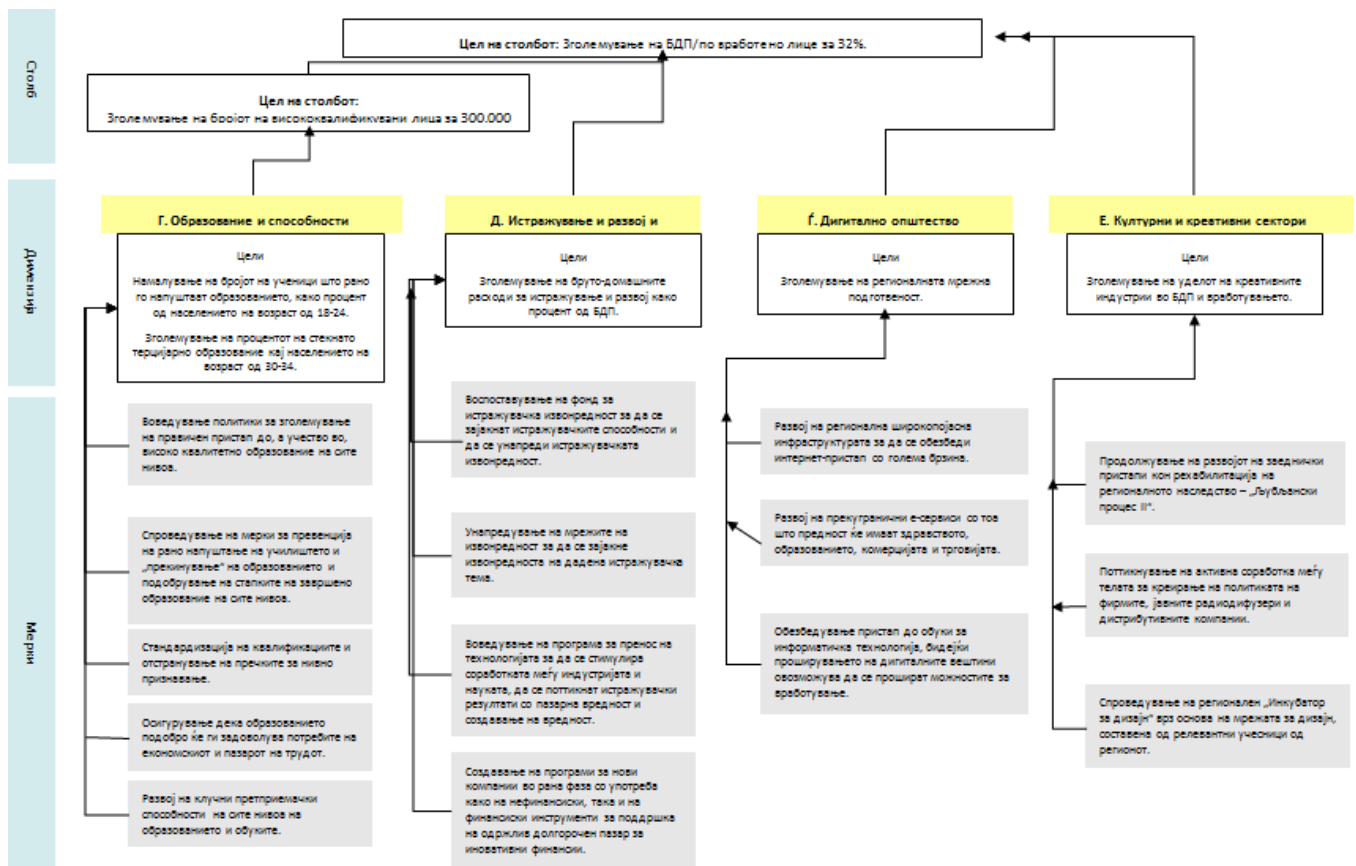 Столб
Цел на столбот: Зголемување на БДП/по вработено лице за 32%.
Цел на столбот:
Зголемување на бројот на висококвалификувани лица за 300.000
Димензија
Г. Образование и способности
Цели
Намалување на бројот на ученици што рано
го напуштат образованието, како процент
од населението на возраст од 18-24.
Зголемување на процентот на стекнато
терцијарно образование кај населението на
возраст од 30-34.
Д. Истражување и развој и
Цели
Зголемување на бруто-домашните
расходи за истражување и развој како
процент од БДП.
Ѓ. Дигитално општество
Цели
Зголемување на регионалната мрежна
подготвеност.
Е. Културни и креативни сектори
Цели
Зголемување на уделот на креативните
индустрии во БДП и вработувањето.
Мерки
Воведување политики за зголемување
на правичен пристап до, а учество во,
високо квалитетно образование на сите
нивоа.
Спроведување на мерки за превенција
на рано напуштање на училиштето и
„прекинување“ на образованието и
подобрување на стапките на завршено
образование на сите нивоа.
Стандардизација на квалификациите и
отстранување на пречките за нивно
признавање.
Осигурување дека образованието
подобро ќе ги задоволува потребите на
економскиот и пазарот на трудот.
Развој на клучни претприемачки
способности на сите нивоа на
образованието и обуките.
Воспоставување на фонд за
истражувачка извонредност за да се
зајакнат истражувачките способности и
да се унапреди истражувачката
извонредност.
Унапредување на мрежите на
извонредност за да се зајакне
извонредноста на дадена истражувачка
тема.
Воведување на програма за пренос на
технологијата за да се стимулира
соработката меѓу индустријата и
науката, да се поттикнат истражувачки
резултати со пазарна вредност и
создавање на вредност.
Создавање на програми за нови
компании во рана фаза со употреба
како на нефинансиски, така и на
финансиски инструменти за поддршка
на одржлив долгорочен пазар за
иновативни финансии.
Развој на регионална широкопојасна
инфраструктурата за да се обезбеди
интернет-пристап со голема брзина.
Развој на прекугранични е-сервиси со тоа
што предност ќе имаат здравството,
образованието, комерцијата и трговијата.
Обезбедување пристап до обуки за
информатичка технологија, бидејќи
проширувањето на дигиталните вештини
овозможува да се прошират можностите за
вработување.
Продолжување на развојот на заеднички
пристапи кон рехабилитација на
регионалното наследство – „Љубљански
процес II“.
Поттикнување на активна соработка меѓу
телата за креирање на политиката на
фирмите, јавните радиодифузери и
дистрибутивните компании.
Спроведување на регионален „Инкубатор
за дизајн“ врз основа на мрежата за дизајн,
составена од релевантни учесници од
регионот.